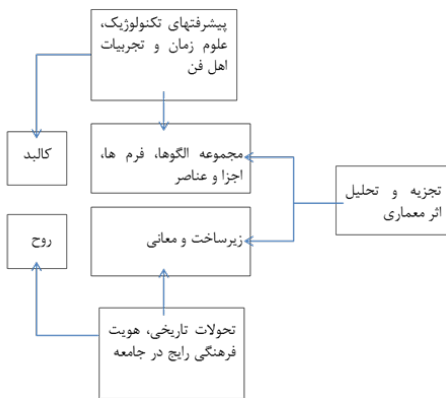 پیشرفتهای تکنولوژیک،
علوم زمان و تجربیات
اهل فن
مجموعه الگوها، فرم ها،
اجزا و عناصر
کالبد
تجزیه و تحلیل
اثر معماری
زیرساخت و معانی
روح
تحولات تاریخی، هویت
فرهنگی رایج در جامعه